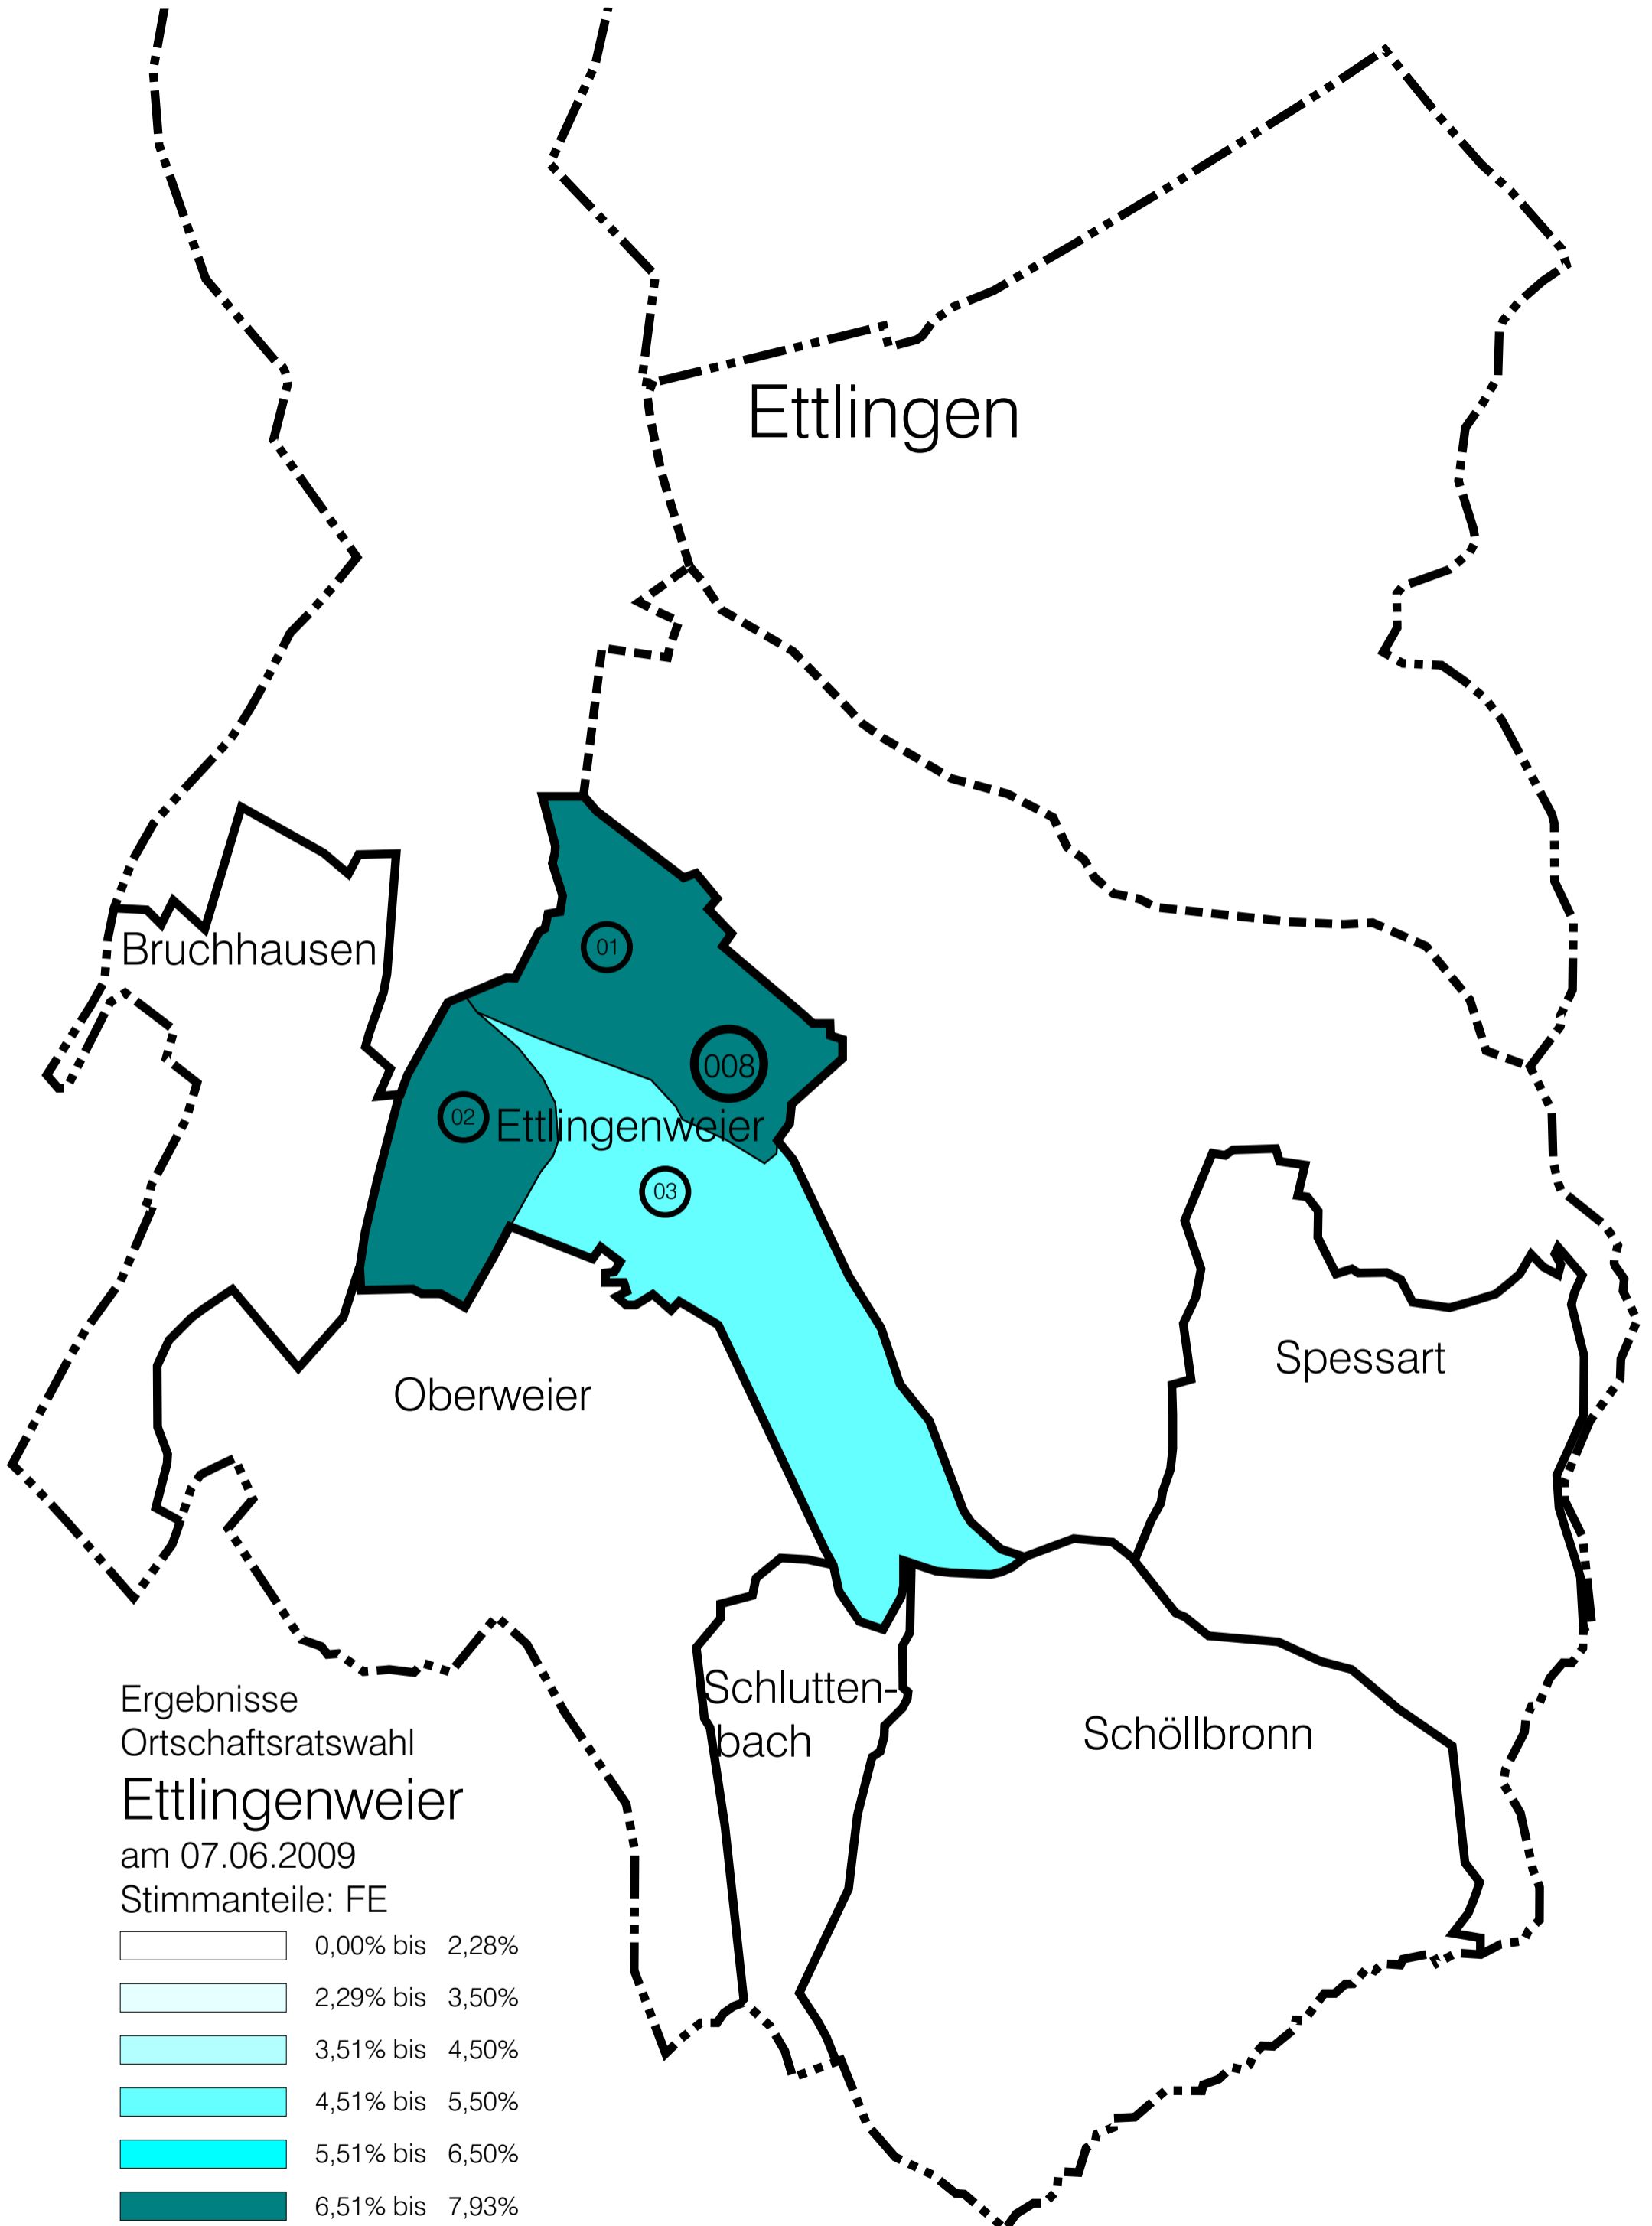 Ettlingen
Bruchhausen
01
008
02
Ettlingenweier
03
Spessart
Oberweier
Schlutten-
bach
Schöllbronn
Ergebnisse
Ortschaftsratswahl
Ettlingenweier
am 07.06.2009
Stimmanteile: FE
0,00% bis 2,28%
2,29% bis 3,50%
3,51% bis 4,50%
4,51% bis 5,50%
5,51% bis 6,50%
6,51% bis 7,93%